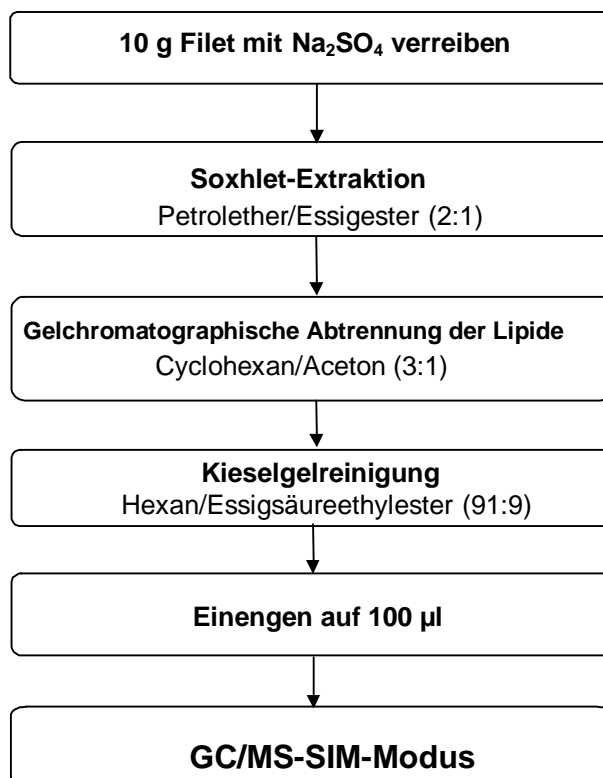 10 g Filet mit Na₂SO₄ verreiben
Soxhlet-Extraktion
Petrolether/Essigester (2:1)
Gelchromatographische Abtrennung der Lipide
Cyclohexan/Aceton (3:1)
Kieselgelreinigung
Hexan/Essigsäureethylester (91:9)
Einengen auf 100 µl
GC/MS-SIM-Modus